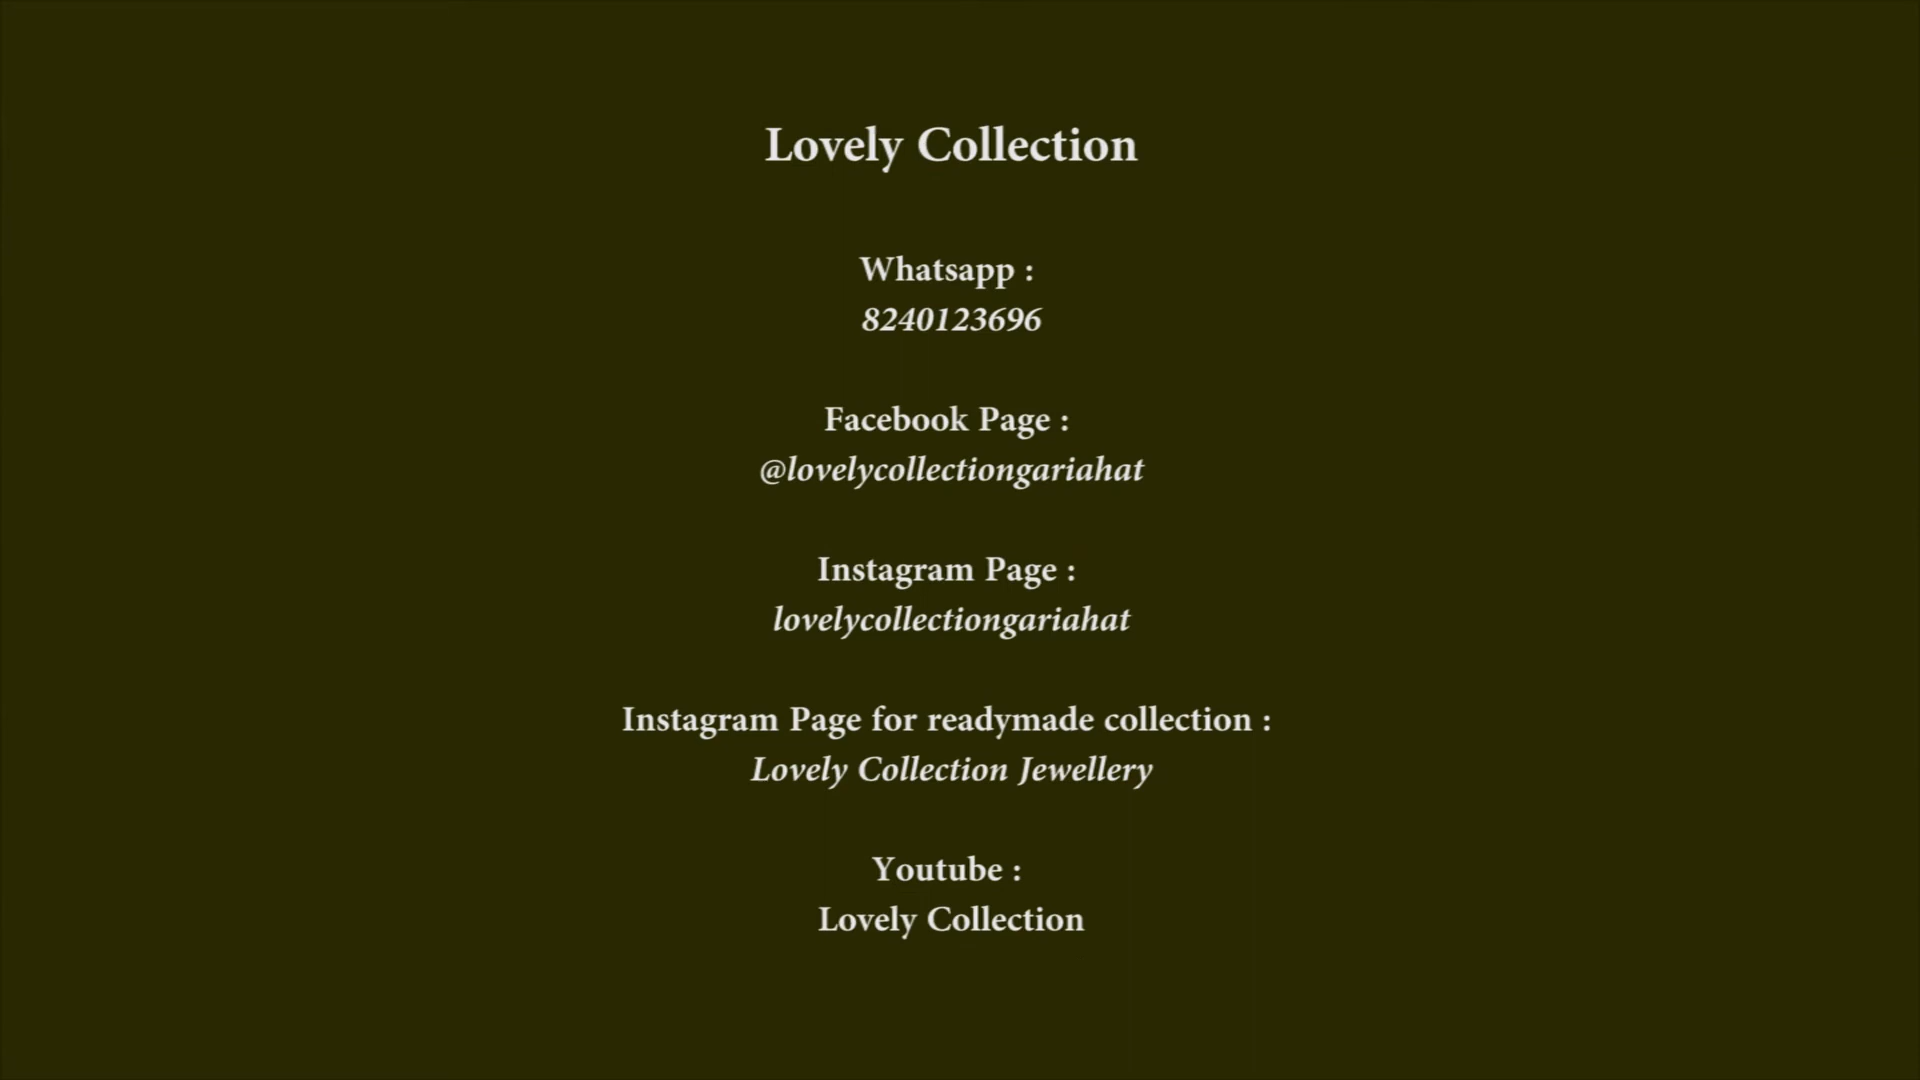 Lovely Collection
Whatsapp :
8240123696
Facebook Page :
@lovelycollectiongariahat
Instagram Page :
lovelycollectiongariahat
Instagram Page for readymade collection :
Lovely Collection Jewellery
Youtube :
Lovely Collection